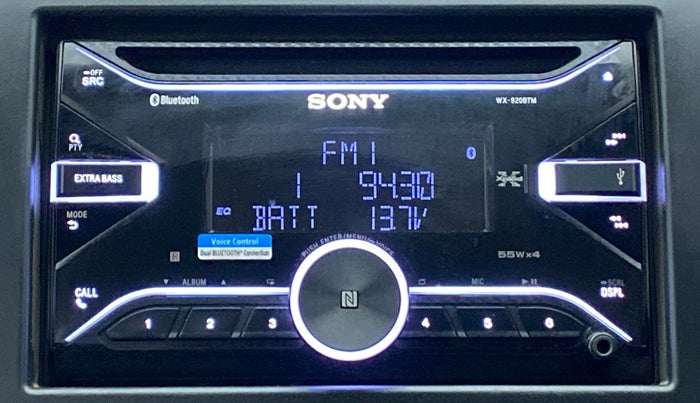 OFF
SRC
Bluetooth
SONY
WX-920BTM
PTY
FM1
EXTRA BASS
1 94.30
MODE
EQ BATT 13.7V
Voice Control
Dual BLUETOOTH® Connection
PUSH ENTER/MENU
VOICE
55W×4
CALL
ALBUM
MIC
SCRL
DSPL
1 2 3 4 5 6